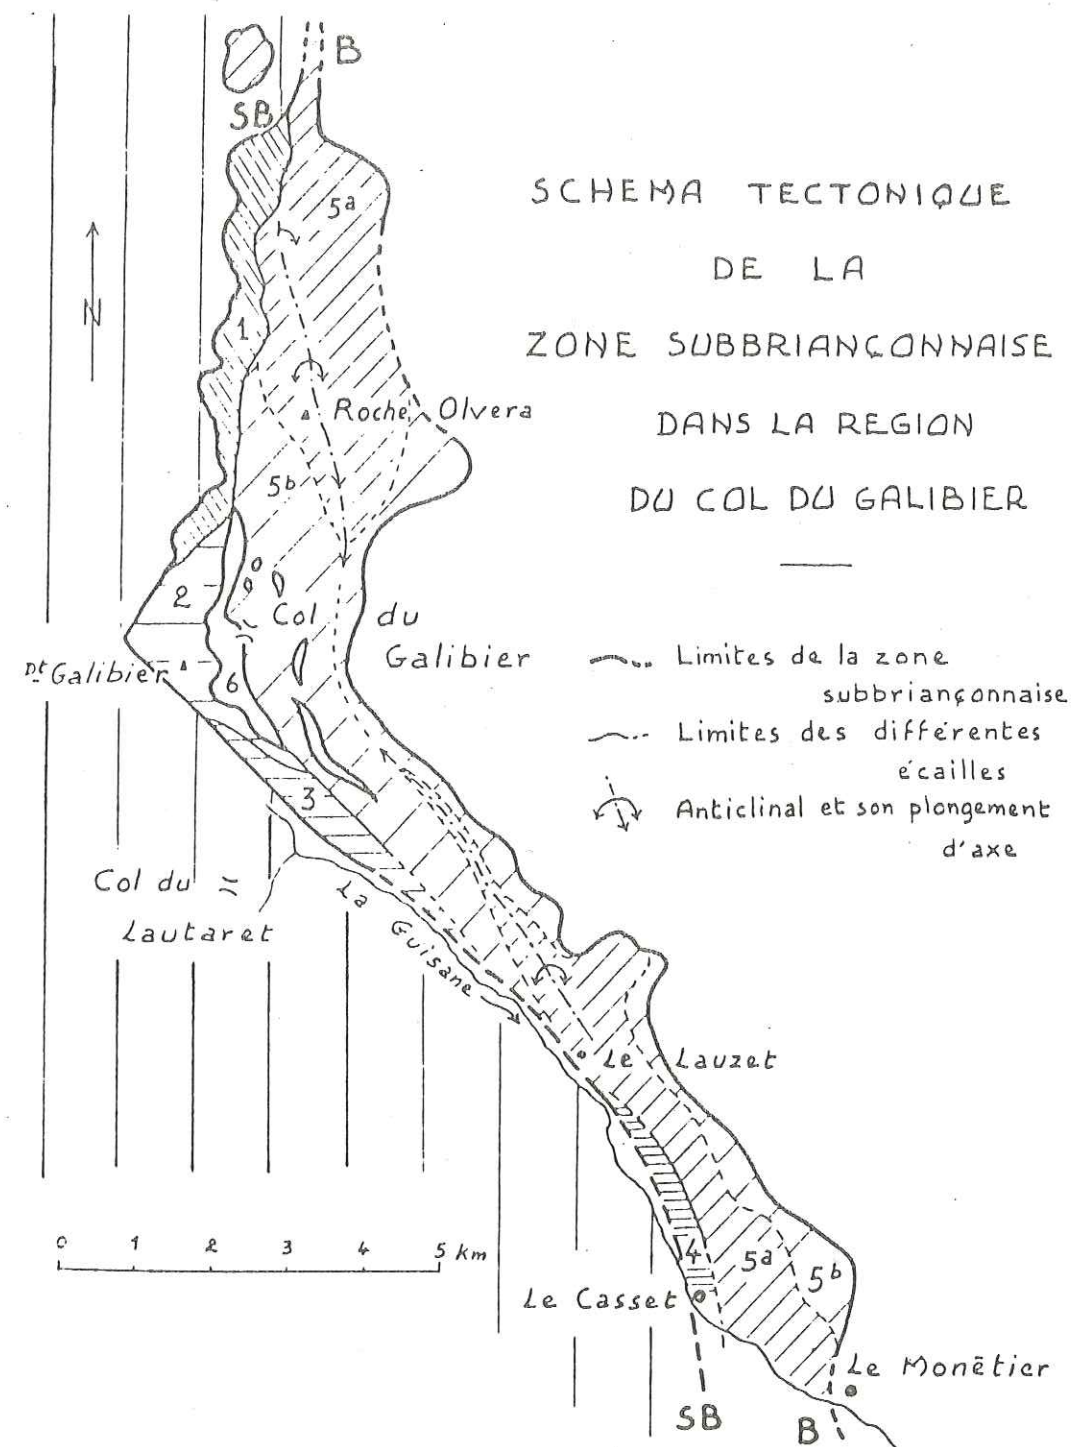 B
SB
SCHEMA TECTONIQUE
DE LA
ZONE SUBBRIANÇONNAISE
DANS LA REGION
DU COL DU GALIBIER
5a
N
1
Roche Olvera
5b
2
Col du
Galibier
Dt Galibier
6
3
Limites de la zone
subbriançonnaise
Limites des différentes
écailles
Anticlinal et son plongement
d'axe
Col du
Lautaret
La Guisane
Le Lauzet
0 1 2 3 4 5 km
4
5a
5b
Le Casset
Le Monêtier
SB
B